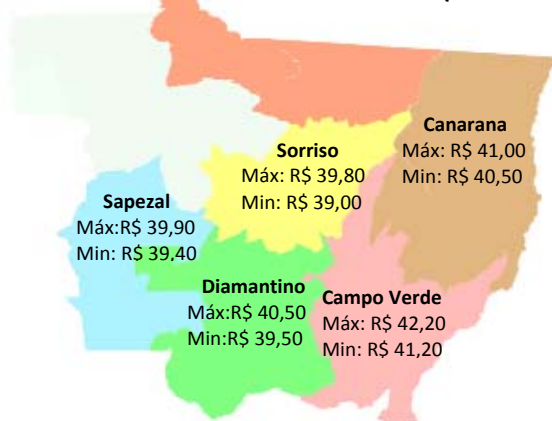 Canarana
Máx: R$ 41,00
Min: R$ 40,50
Sorriso
Máx: R$ 39,80
Min: R$ 39,00
Sapezal
Máx:R$ 39,90
Min: R$ 39,40
Diamantino
Máx:R$ 40,50
Min:R$ 39,50
Campo Verde
Máx: R$ 42,20
Min: R$ 41,20